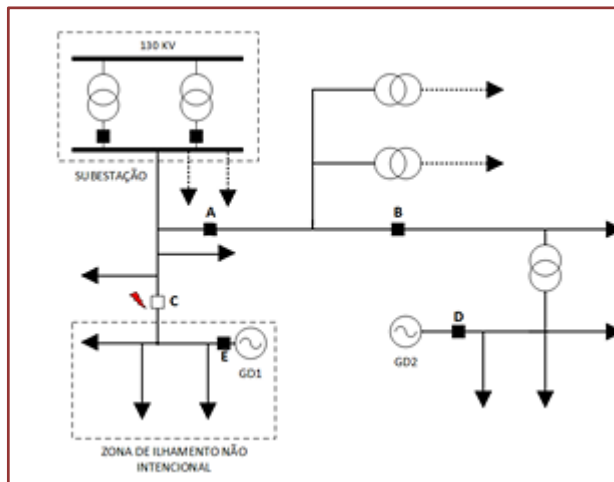 130 KV
SUBESTAÇÃO
A
B
C
D
E
GD1
GD2
ZONA DE ILHAMENTO NÃO
INTENCIONAL